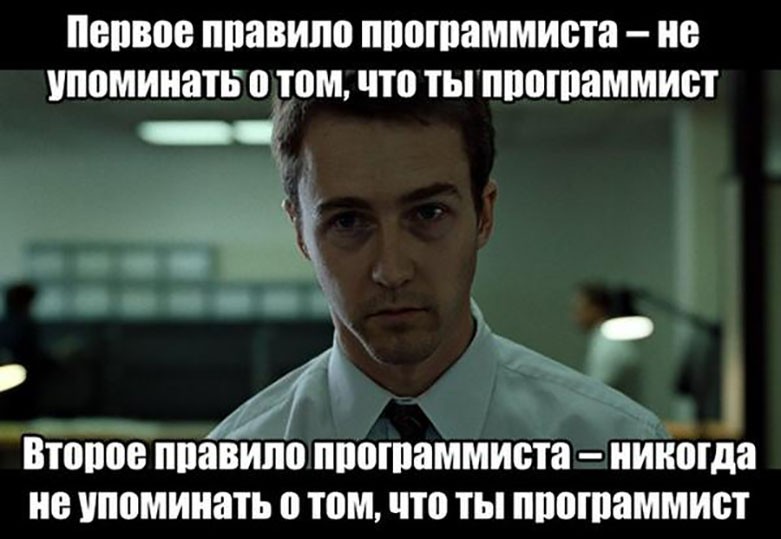 Первое правило программиста – не
упоминать о том, что ты программист
Второе правило программиста – никогда
не упоминать о том, что ты программист